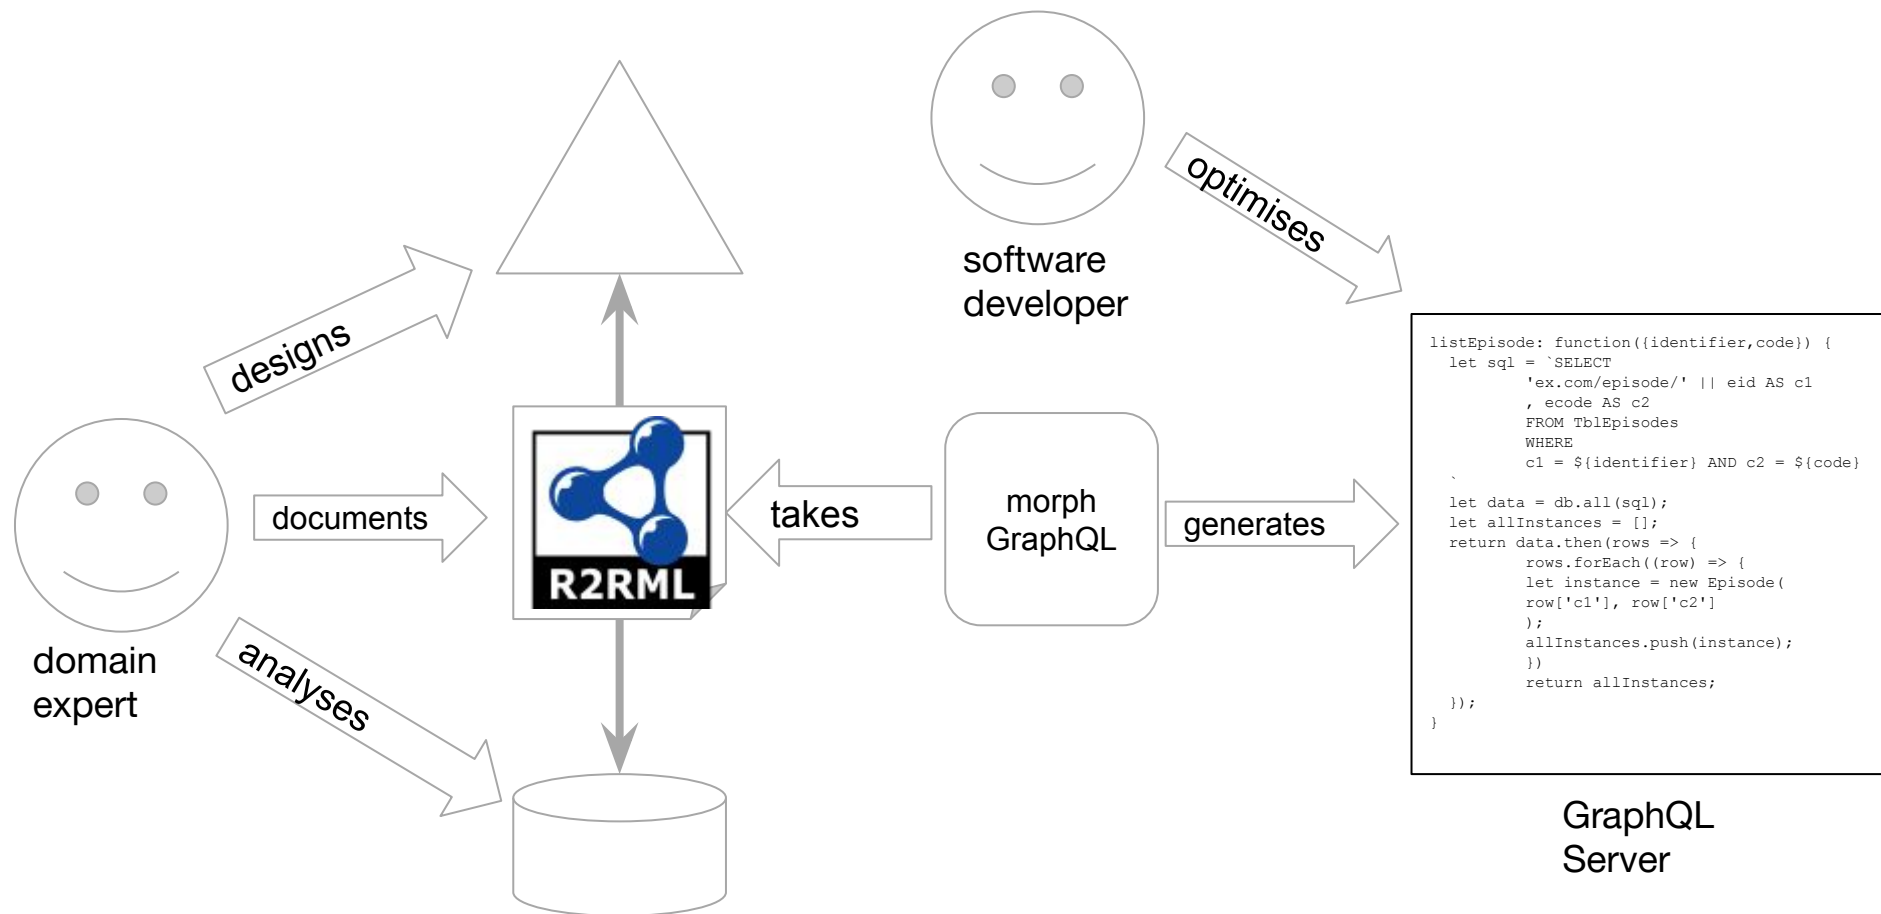 optimises
software
developer
designs
documents
R2RML
takes
morph
GraphQL
generates
analyses
domain
expert
listEpisode: function({identifier,code}) {
let sql = `SELECT
'ex.com/episode/' || eid AS c1
, ecode AS c2
FROM TblEpisodes
WHERE
c1 = ${identifier} AND c2 = ${code}
`
let data = db.all(sql);
let allInstances = [];
return data.then(rows => {
rows.forEach((row) => {
let instance = new Episode(
row['c1'], row['c2']
);
allInstances.push(instance);
})
return allInstances;
});
}
GraphQL
Server